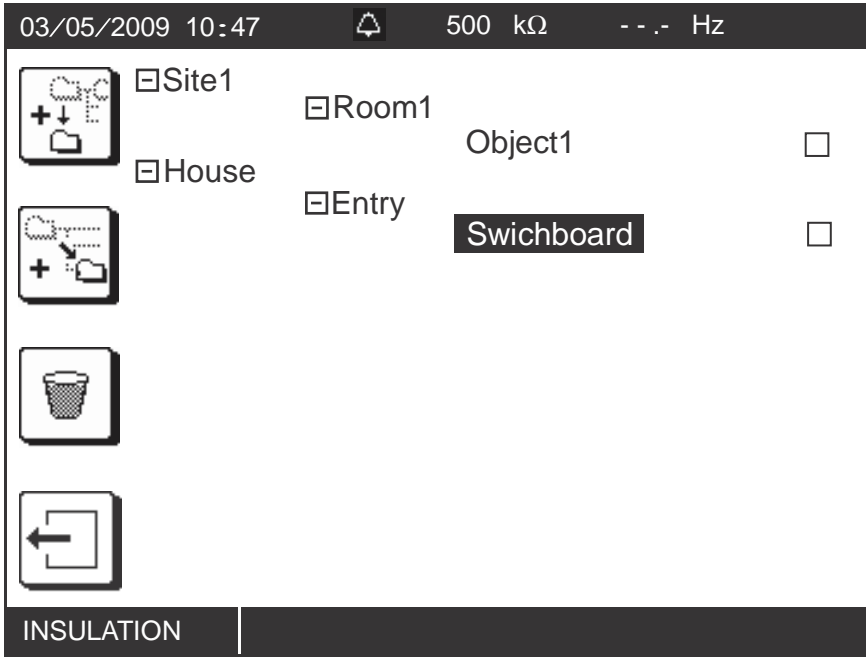 03/05/2009 10:47 500 kΩ - - .- Hz
Site1
Room1
Object1
House
Entry
Swichboard
INSULATION